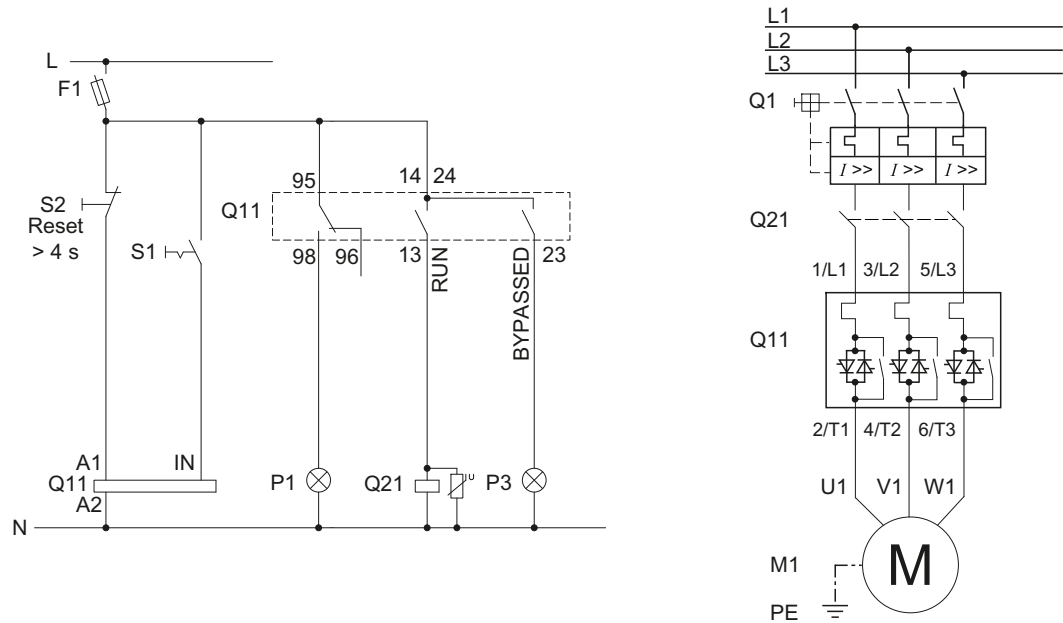 L
F1
S2
Reset
> 4 s
S1
95
14
24
Q11
98
96
13
RUN
BYPASSED
23
A1
IN
Q11
A2
P1
Q21
U
P3
N
L1
L2
L3
Q1
I >>
I >>
I >>
Q21
1/L1
3/L2
5/L3
Q11
2/T1
4/T2
6/T3
U1
V1
W1
M1
M
PE